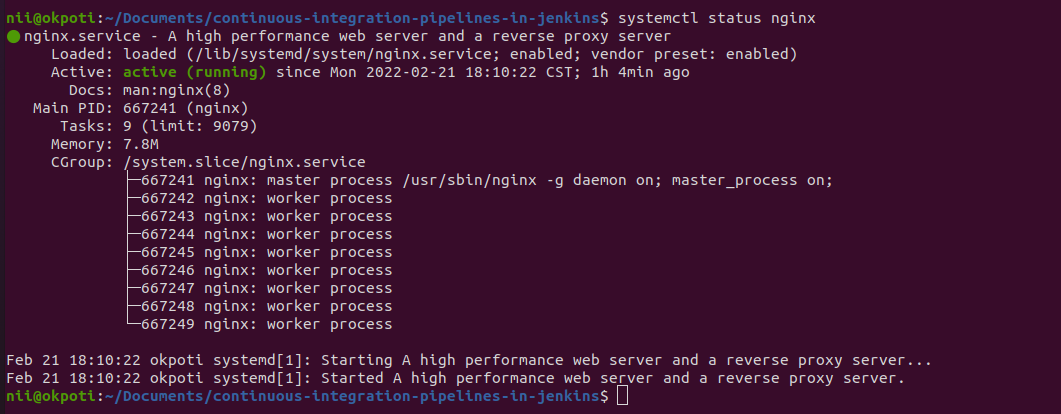 nii@okpoti:~/Documents/continuous-integration-pipelines-in-jenkins$ systemctl status nginx
● nginx.service - A high performance web server and a reverse proxy server
     Loaded: loaded (/lib/systemd/system/nginx.service; enabled; vendor preset: enabled)
     Active: active (running) since Mon 2022-02-21 18:10:22 CST; 1h 4min ago
       Docs: man:nginx(8)
   Main PID: 667241 (nginx)
      Tasks: 9 (limit: 9079)
     Memory: 7.8M
     CGroup: /system.slice/nginx.service
             ├─667241 nginx: master process /usr/sbin/nginx -g daemon on; master_process on;
             ├─667242 nginx: worker process
             ├─667243 nginx: worker process
             ├─667244 nginx: worker process
             ├─667245 nginx: worker process
             ├─667246 nginx: worker process
             ├─667247 nginx: worker process
             ├─667248 nginx: worker process
             └─667249 nginx: worker process

Feb 21 18:10:22 okpoti systemd[1]: Starting A high performance web server and a reverse proxy server...
Feb 21 18:10:22 okpoti systemd[1]: Started A high performance web server and a reverse proxy server.
nii@okpoti:~/Documents/continuous-integration-pipelines-in-jenkins$